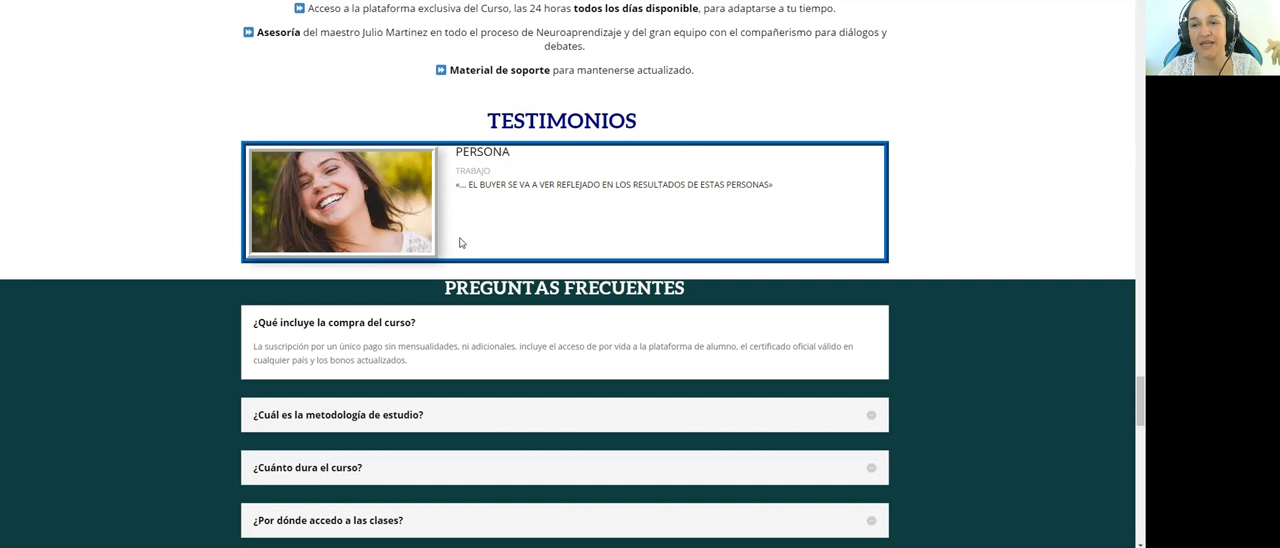 Acceso a la plataforma exclusiva del Curso, las 24 horas todos los días disponible, para adaptarse a tu tiempo.
Asesoría del maestro Julio Martinez en todo el proceso de Neuroaprendizaje y del gran equipo con el compañerismo para diálogos y
debates.
Material de soporte para mantenerse actualizado.
TESTIMONIOS
PERSONA
TRABAJO
«... EL BUYER SE VA A VER REFLEJADO EN LOS RESULTADOS DE ESTAS PERSONAS»
PREGUNTAS FRECUENTES
¿Qué incluye la compra del curso?
La suscripción por un único pago sin mensualidades, ni adicionales, incluye el acceso de por vida a la plataforma de alumno, el certificado oficial válido en
cualquier país y los bonos actualizados.
¿Cuál es la metodología de estudio?
¿Cuánto dura el curso?
¿Por dónde accedo a las clases?